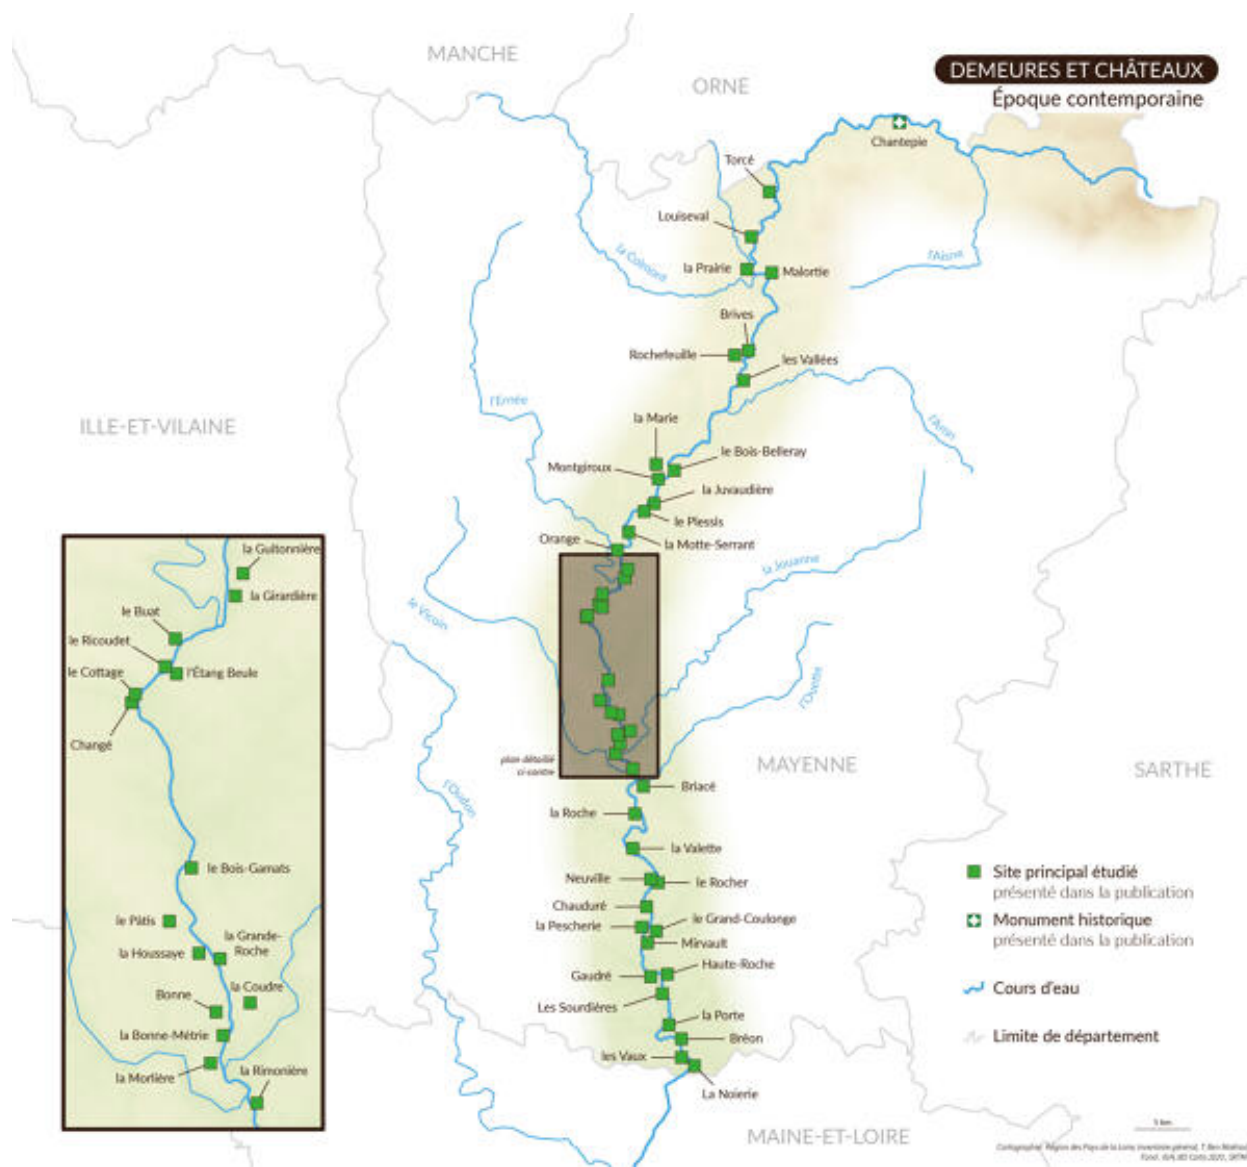 MANCHE
ORNE
DEMEURES ET CHÂTEAUX
Époque contemporaine
Chantepie
Torcé
Louiseval
la Colmont
l'Aisne
la Prairie
Malortie
Brives
Rochefeuille
les Vallées
l'Ernée
l'Aron
ILLE-ET-VILAINE
la Marie
le Bois-Belleray
Montgiroux
la Juvaudière
le Plessis
Orange
la Motte-Serrant
la Jouanne
le Vicoin
l'Ouette
l'Oudon
plan détaillé
ci-contre
MAYENNE
SARTHE
la Guitonnière
la Girardière
le Buat
le Ricoudet
l'Étang Beule
le Cottage
Changé
le Bois-Gamats
le Pâtis
la Houssaye
la Grande-
Roche
la Coudre
Bonne
la Bonne-Métrie
la Morlière
la Rimonière
Briacé
la Roche
la Valette
Neuville
le Rocher
Chauduré
le Grand-Coulonge
la Pescherie
Mirvault
Haute-Roche
Gaudré
Les Sourdières
la Porte
Bréon
les Vaux
La Noierie
MAINE-ET-LOIRE
Site principal étudié
présenté dans la publication
Monument historique
présenté dans la publication
Cours d'eau
Limite de département
5 km